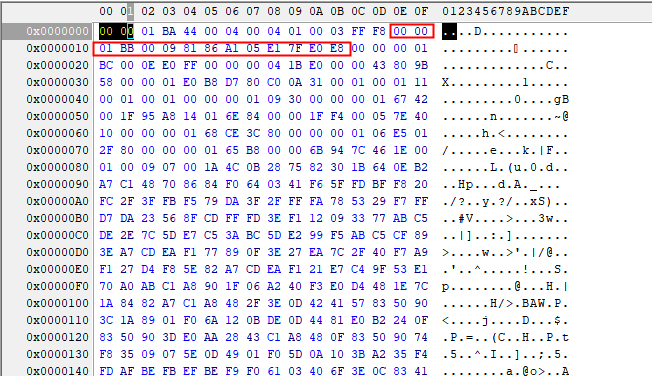 00 01 02 03 04 05 06 07 08 09 0A 0B 0C 0D 0E 0F 0123456789ABCDEF
0x0000000 00 00 01 BA 44 00 04 00 04 01 00 03 FF F8 00 00 ....D...........
0x0000010 01 BB 00 09 81 86 A1 05 E1 7F E0 E8 00 00 00 01
0x0000020 BC 00 0E E0 FF 00 00 00 04 1B E0 00 00 43 80 9B .............C..
0x0000030 58 00 00 01 E0 B8 D7 80 C0 0A 31 00 01 00 01 11 X.........1.....
0x0000040 00 01 00 01 00 00 00 01 09 30 00 00 00 01 67 42 .........0....gB
0x0000050 00 1F 95 A8 14 01 6E 84 00 00 1F F4 00 05 7E 40 ......n.......~@
0x0000060 10 00 00 00 01 68 CE 3C 80 00 00 00 01 06 E5 01 .....h.<........
0x0000070 2F 80 00 00 00 01 65 B8 00 00 6B 94 7C 46 1E 00 /.....e...k.|F..
0x0000080 01 00 09 07 00 1A 4C 0B 28 75 82 30 1B 64 0E B2 ......L.(u.0.d..
0x0000090 A7 C1 48 70 86 84 F0 64 03 41 F6 5F FD BF F8 20 ..Hp...d.A._...
0x00000A0 FC 2F 3F FF BF 79 DA 3F 2F FF FA 78 53 29 F7 FF ./?..y.?/..xS)..
0x00000B0 D7 DA 23 56 8F CD FF FD 3E F1 12 09 33 77 AB C5 ..#V....>...3w..
0x00000C0 DE 2E 7C 5D E7 C5 3A BC 5D E2 99 F5 AB C5 CF 89 ..|]..:.].......
0x00000D0 3E A7 CD EA F1 77 89 0F 3E 27 EA 7C 2F 40 F7 A9 >....w..>'.|/@..
0x00000E0 F1 27 D4 F8 5E 82 A7 CD EA F1 21 E7 C4 9F 53 E1 .'..^.....!...S.
0x00000F0 70 A0 AB C1 A8 90 1F 06 A2 40 F3 E0 D4 48 1E 7C p........@...H.|
0x0000100 1A 84 82 A7 C1 A8 48 2F 3E 0D 42 41 57 83 50 90 ......H/>.BAW.P.
0x0000110 3C 1A 89 01 F0 6A 12 0B DE 0D 44 81 E0 B2 24 0F <....j....D...$.
0x0000120 83 50 90 3D E0 AA 28 43 C1 A8 48 0F 83 50 90 74 .P.=..(C..H..P.t
0x0000130 F8 35 09 07 5E 0D 49 01 F0 5D 0A 10 3B A2 35 F4 .5..^.I..]..;.5.
0x0000140 FD AF BE FB EF BE F9 F0 61 03 40 6F 3E 0C 83 41 ........a.@o>..A